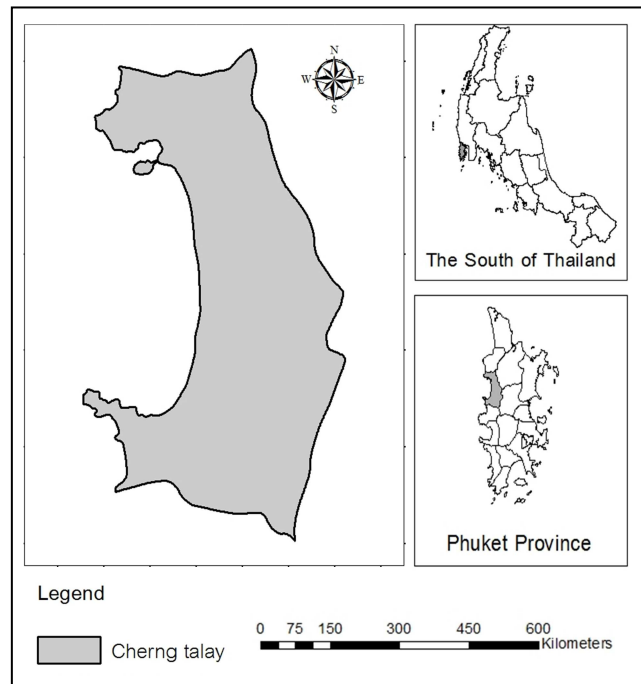 N
W E
S
The South of Thailand
Phuket Province
Legend
Cherng talay
0 75 150 300 450 600
Kilometers